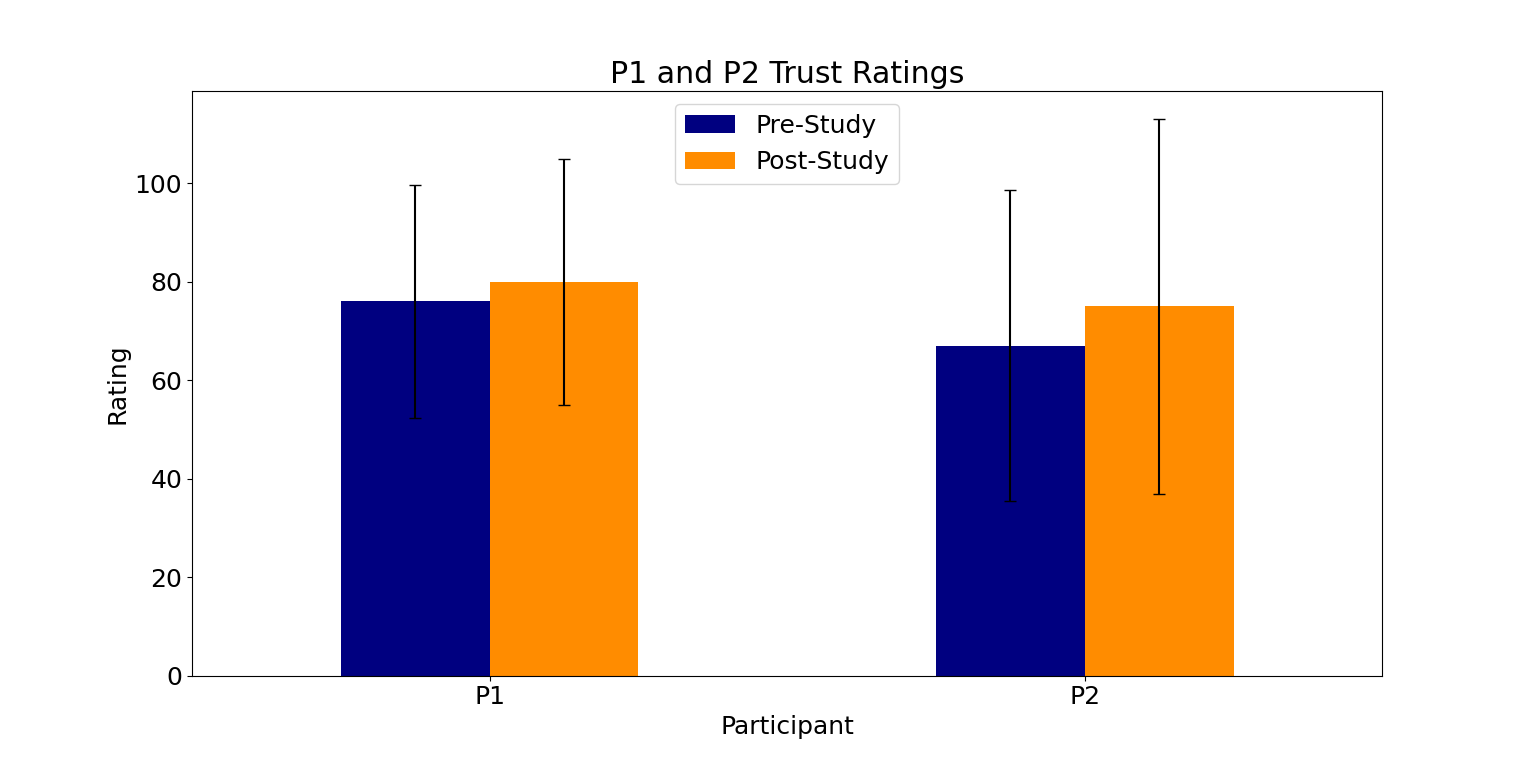 P1 and P2 Trust Ratings
Pre-Study
Post-Study
100
80
60
40
20
0
Rating
P1
P2
Participant